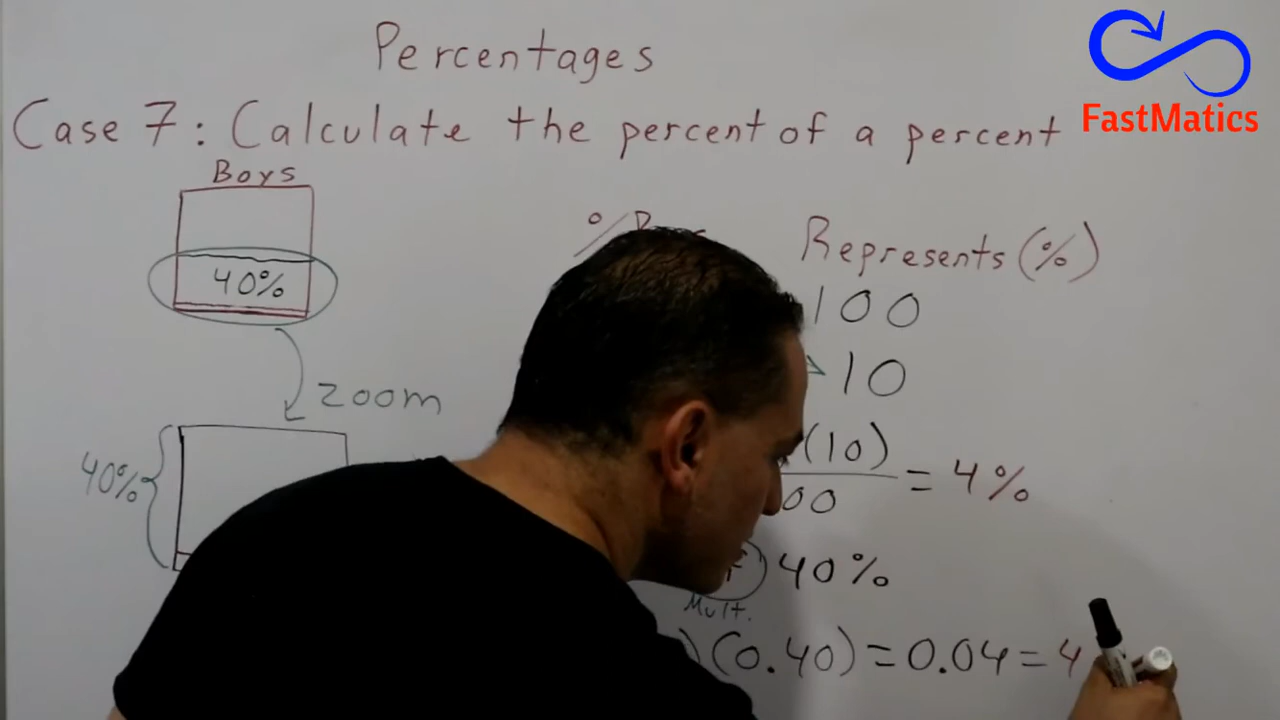 Percentages
FastMatics
Case 7: Calculate the percent of a percent
Boys
40%
Zoom
40%
% Represents (%)
100
10
(10)
= 4%
00
40%
Mult.
)(0.40) = 0.04 = 4